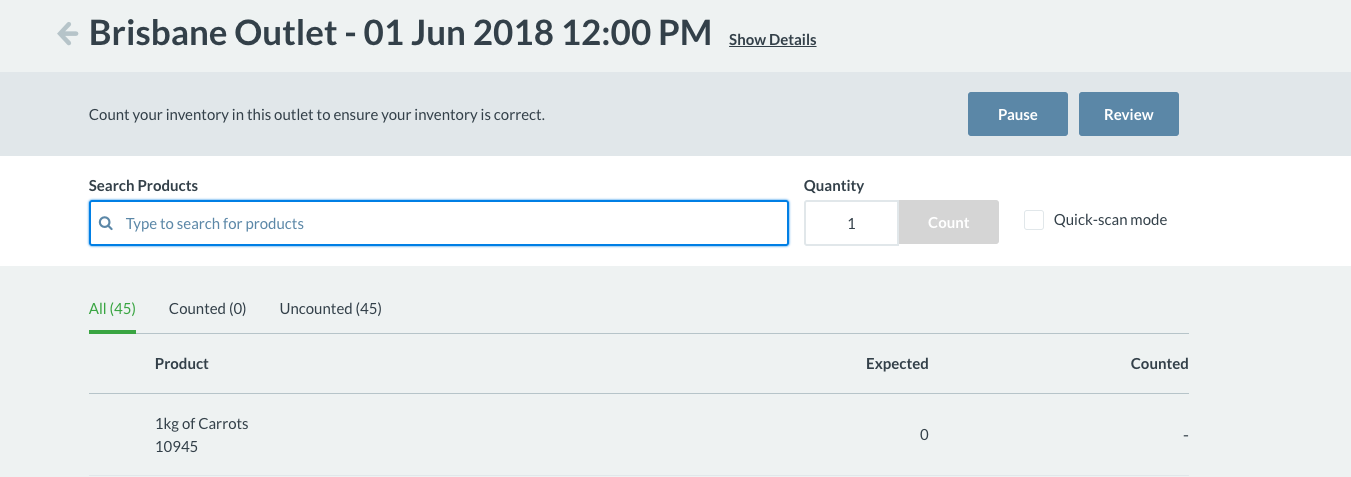 Brisbane Outlet - 01 Jun 2018 12:00 PM Show Details
Count your inventory in this outlet to ensure your inventory is correct. Pause Review
Search Products Quantity
Type to search for products 1 Count Quick-scan mode
All (45) Counted (0) Uncounted (45)
Product Expected Counted
1kg of Carrots
10945 0 -